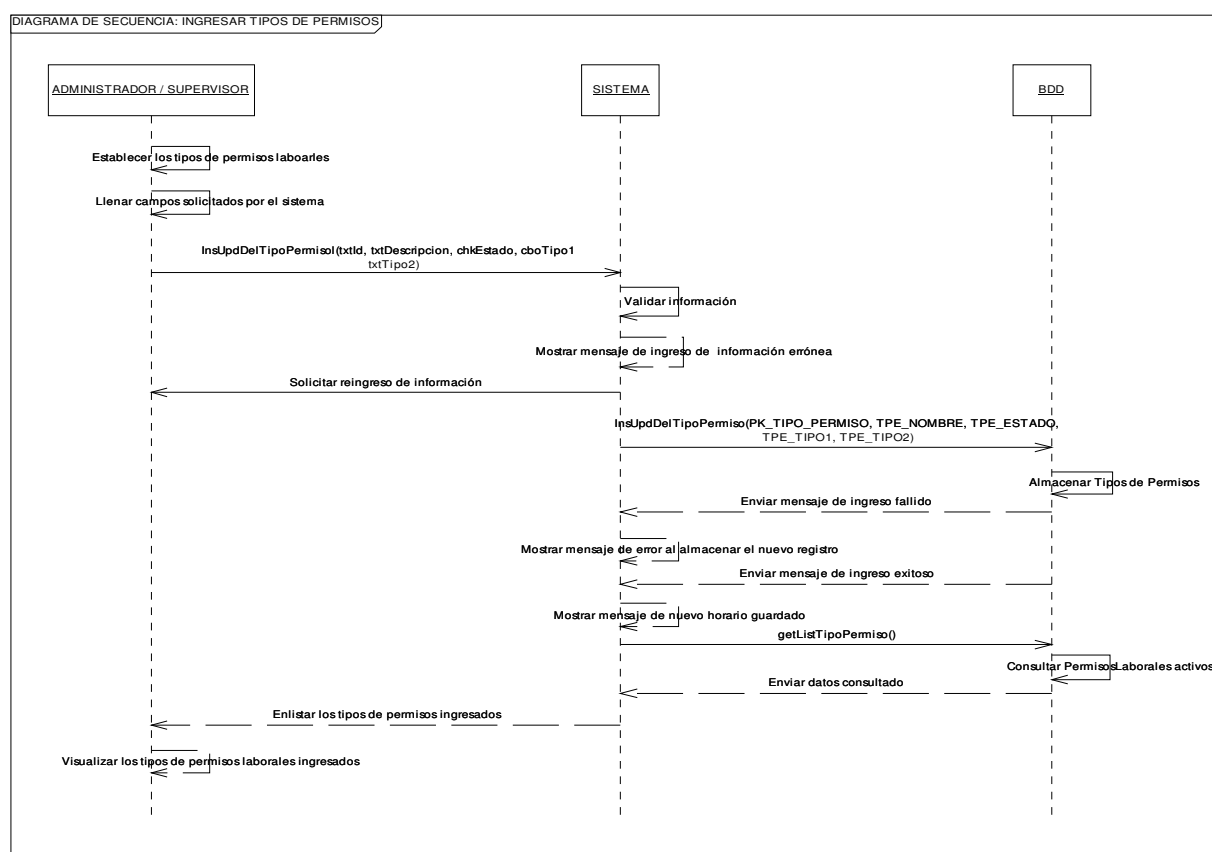 DIAGRAMA DE SECUENCIA: INGRESAR TIPOS DE PERMISOS
ADMINISTRADOR / SUPERVISOR
SISTEMA
BDD
Establecer los tipos de permisos laboarles
Llenar campos solicitados por el sistema
InsUpdDelTipoPermisol(txtId, txtDescripcion, chkEstado, cboTipo1
txtTipo2)
Validar información
Mostrar mensaje de ingreso de información errónea
Solicitar reingreso de información
InsUpdDelTipoPermiso(PK_TIPO_PERMISO, TPE_NOMBRE, TPE_ESTADO,
TPE_TIPO1, TPE_TIPO2)
Almacenar Tipos de Permisos
Enviar mensaje de ingreso fallido
Mostrar mensaje de error al almacenar el nuevo registro
Enviar mensaje de ingreso exitoso
Mostrar mensaje de nuevo horario guardado
getListTipoPermiso()
Consultar Permisos Laborales activos
Enviar datos consultado
Enlistar los tipos de permisos ingresados
Visualizar los tipos de permisos laborales ingresados